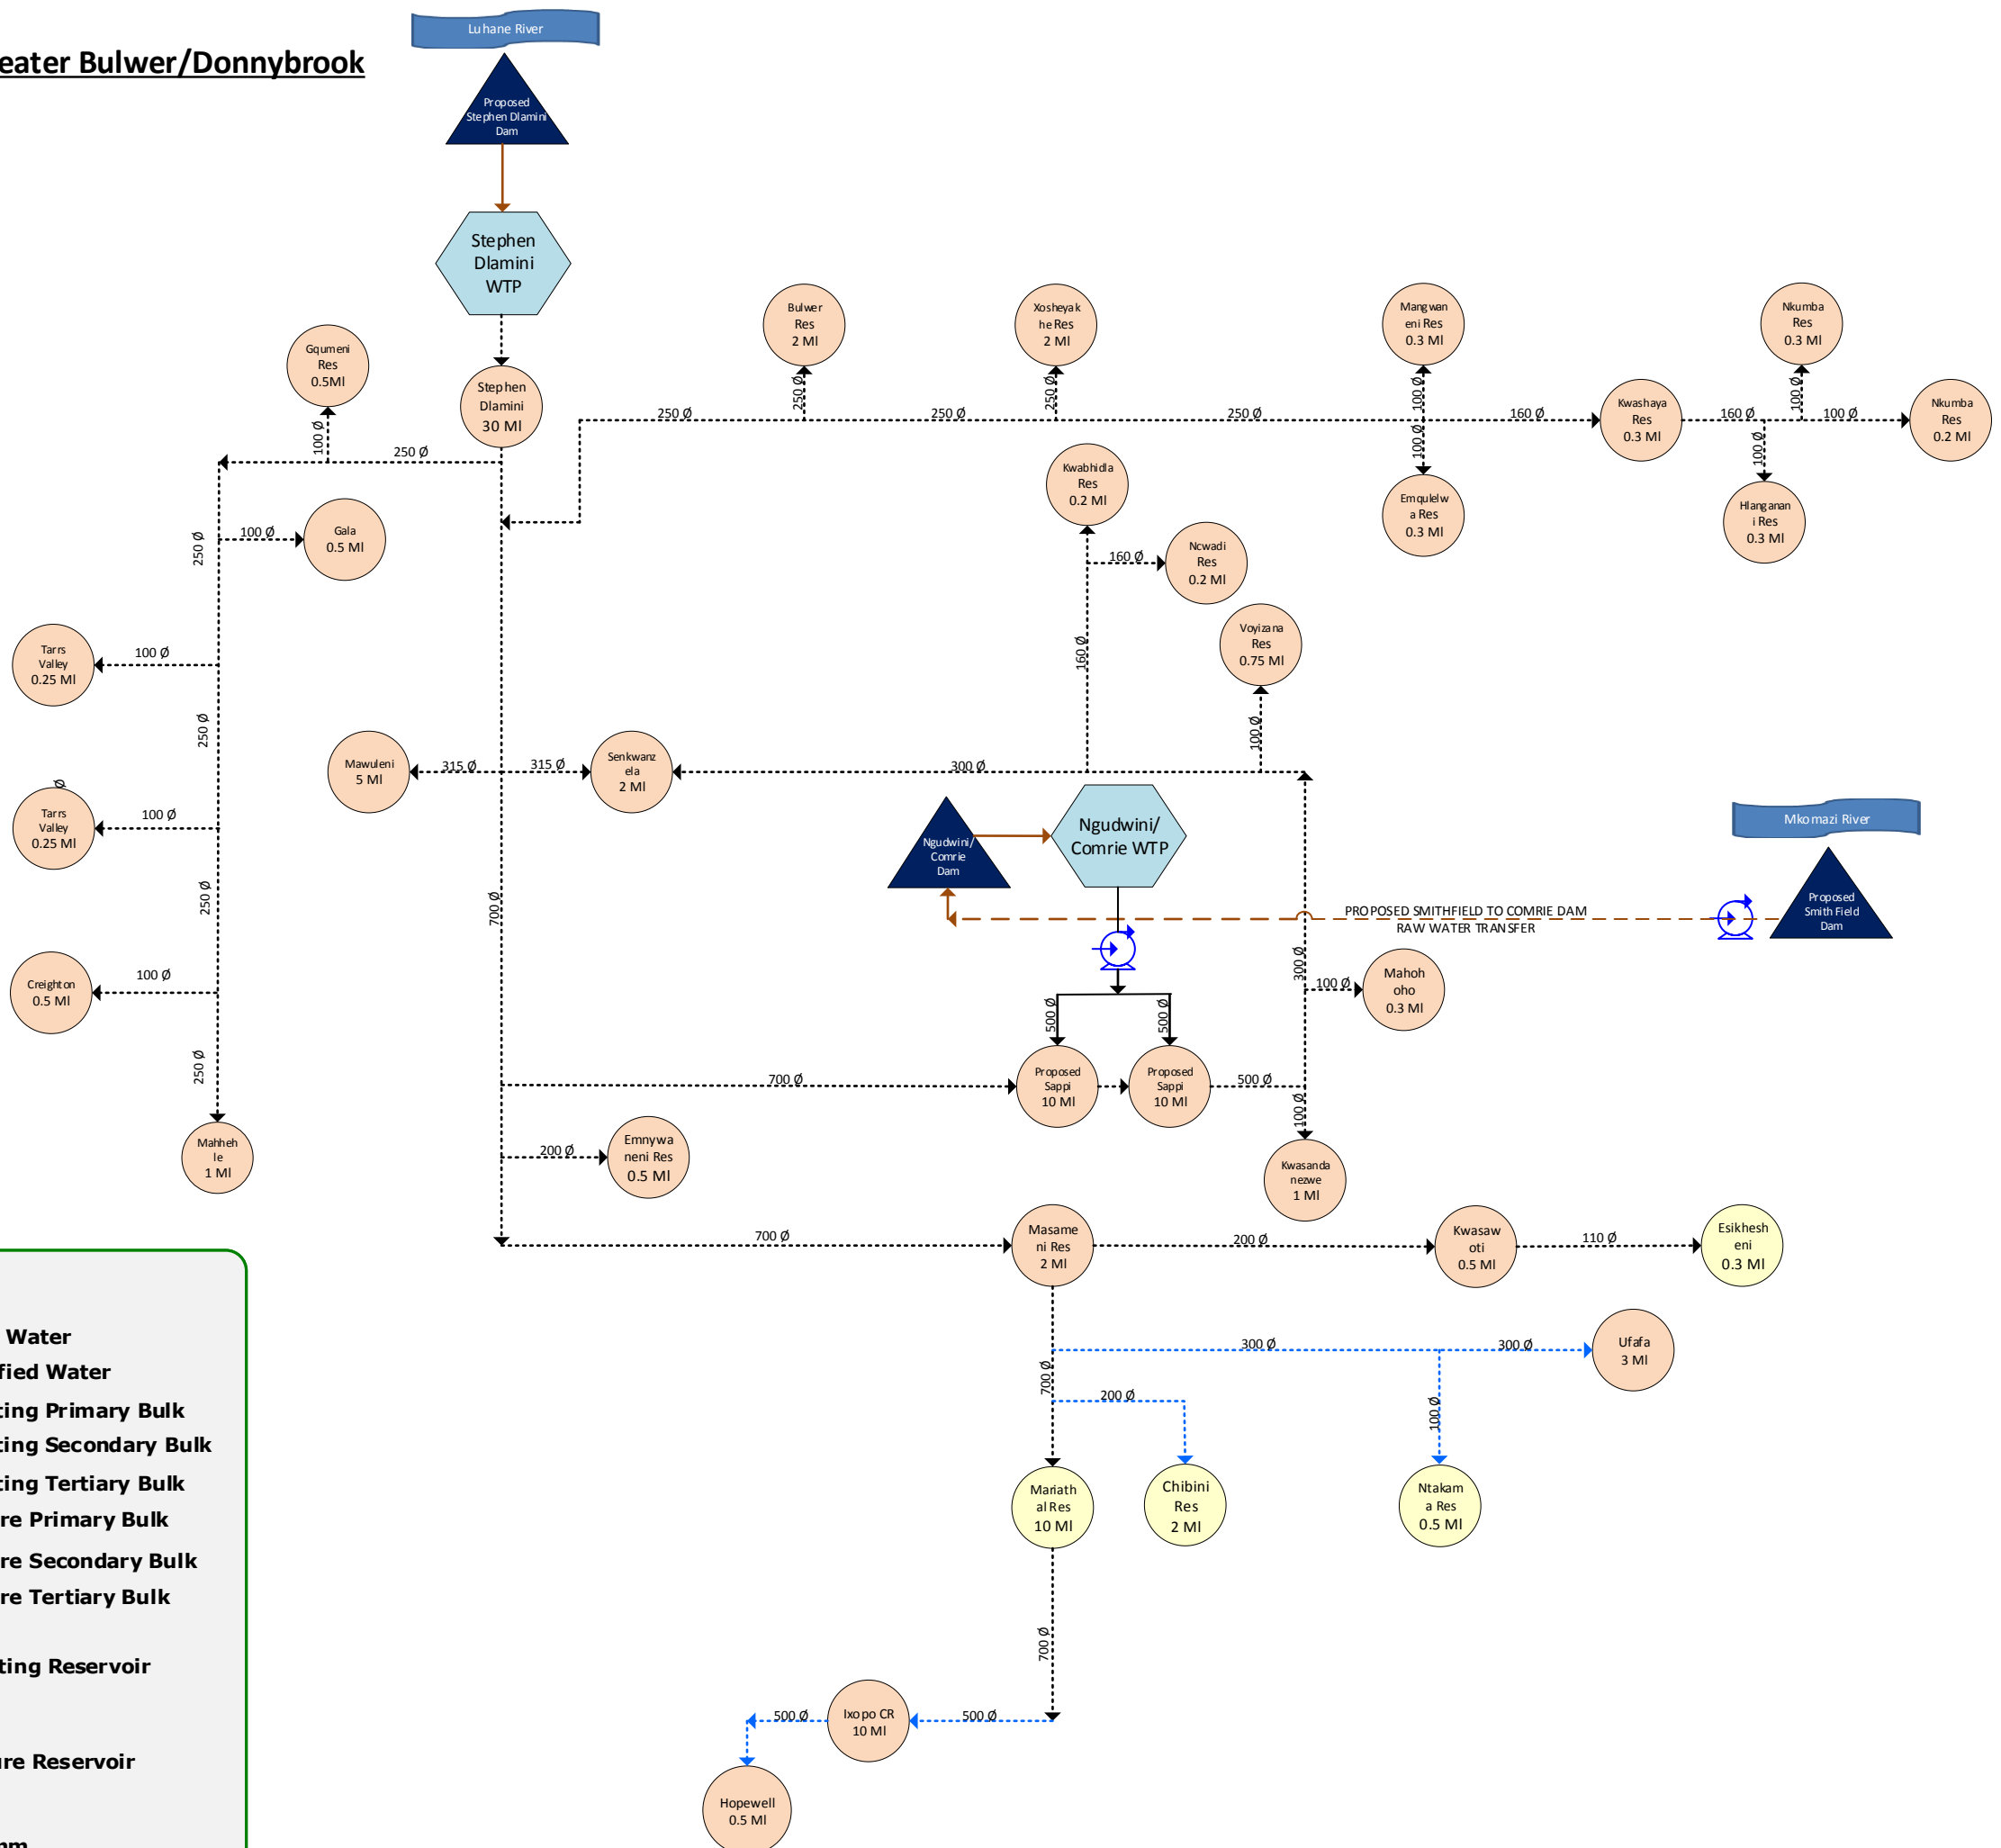 Luhane River
eater Bulwer/Donnybrook
Proposed
Stephen Dlamini
Dam
Stephen
Dlamini
WTP
Bulwer
Res
2 Ml
Xosheyak
he Res
2 Ml
Mangwan
eni Res
0.3 Ml
Nkumba
Res
0.3 Ml
Gqumeni
Res
0.5Ml
Stephen
Dlamini
30 Ml
250 Ø
250 Ø
100 Ø
100 Ø
250 Ø
250 Ø
250 Ø
160 Ø
Kwashaya
Res
0.3 Ml
160 Ø
100 Ø
Nkumba
Res
0.2 Ml
100 Ø
250 Ø
100 Ø
100 Ø
Kwabhidla
Res
0.2 Ml
Emqulelw
a Res
0.3 Ml
Hlanganan
i Res
0.3 Ml
250 Ø
100 Ø
Gala
0.5 Ml
160 Ø
Ncwadi
Res
0.2 Ml
Tarrs
Valley
0.25 Ml
100 Ø
160 Ø
Voyizana
Res
0.75 Ml
250 Ø
100 Ø
Mawuleni
5 Ml
315 Ø
315 Ø
Senkwanz
ela
2 Ml
300 Ø
Ø
Tarrs
Valley
0.25 Ml
100 Ø
Ngudwini/
Comrie
Dam
Ngudwini/
Comrie WTP
Mkomazi River
250 Ø
700 Ø
PROPOSED SMITHFIELD TO COMRIE DAM
RAW WATER TRANSFER
Proposed
Smith Field
Dam
Creighton
0.5 Ml
100 Ø
300 Ø
100 Ø
Mahoh
oho
0.3 Ml
500 Ø
500 Ø
250 Ø
700 Ø
Proposed
Sappi
10 Ml
Proposed
Sappi
10 Ml
500 Ø
100 Ø
Mahheh
le
1 Ml
200 Ø
Emnywa
neni Res
0.5 Ml
Kwasanda
nezwe
1 Ml
700 Ø
Masame
ni Res
2 Ml
200 Ø
Kwasaw
oti
0.5 Ml
110 Ø
Esikhesh
eni
0.3 Ml
300 Ø
300 Ø
Ufafa
3 Ml
700 Ø
200 Ø
100 Ø
Mariath
al Res
10 Ml
Chibini
Res
2 Ml
Ntakam
a Res
0.5 Ml
700 Ø
500 Ø
Ixopo CR
10 Ml
500 Ø
Hopewell
0.5 Ml
Water
fied Water
ting Primary Bulk
ting Secondary Bulk
ting Tertiary Bulk
re Primary Bulk
re Secondary Bulk
re Tertiary Bulk
ting Reservoir
ure Reservoir